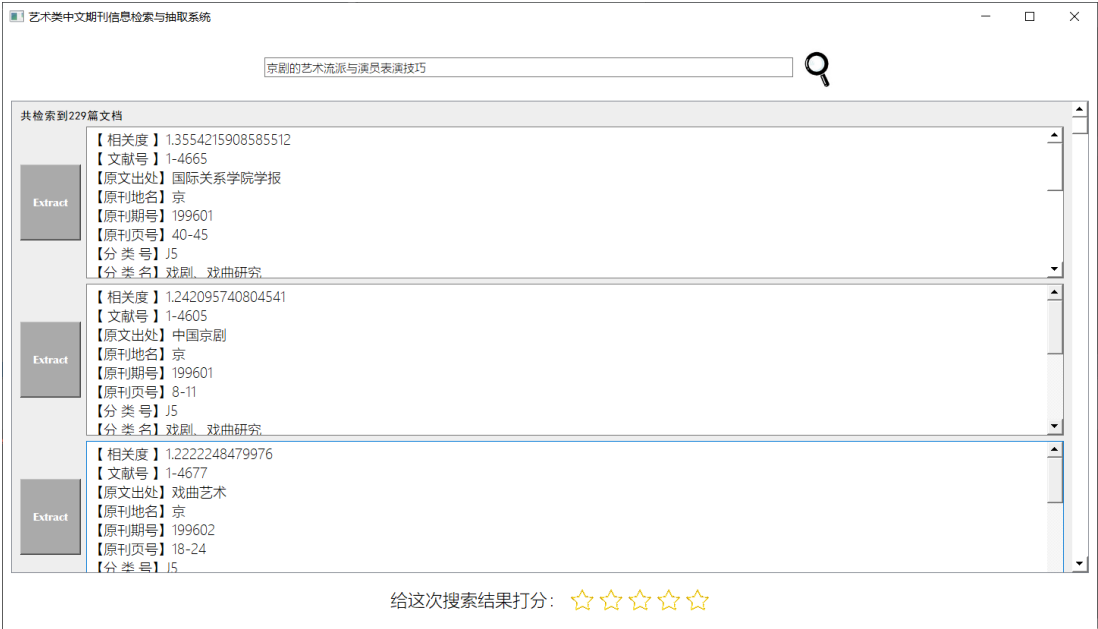 艺术类中文期刊信息检索与抽取系统
京剧的艺术流派与演员表演技巧
共检索到229篇文档
【 相关度 】1.3554215908585512
【 文献号 】1-4665
【原文出处】国际关系学院学报
【原刊地名】京
【原刊期号】199601
【原刊页号】40-45
【分 类 号】J5
【分 类 名】戏剧、戏曲研究
Extract
【 相关度 】1.242095740804541
【 文献号 】1-4605
【原文出处】中国京剧
【原刊地名】京
【原刊期号】199601
【原刊页号】8-11
【分 类 号】J5
【分 类 名】戏剧、戏曲研究
Extract
【 相关度 】1.2222248479976
【 文献号 】1-4677
【原文出处】戏曲艺术
【原刊地名】京
【原刊期号】199602
【原刊页号】18-24
【分 类 号】J5
Extract
给这次搜索结果打分：